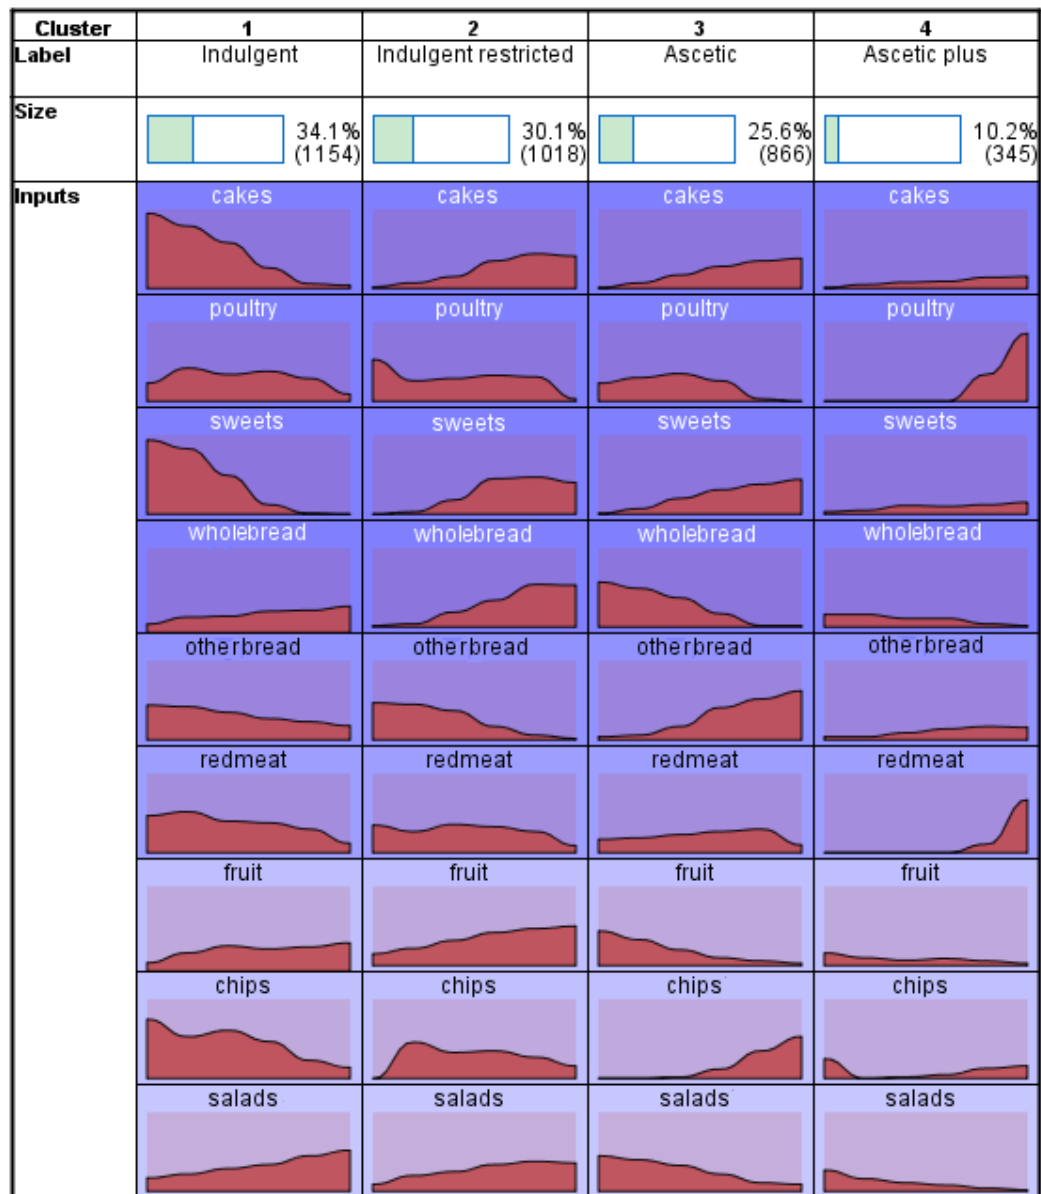 Cluster 1 2 3 4
Label Indulgent Indulgent restricted Ascetic Ascetic plus
Size 34.1% 30.1% 25.6% 10.2%
(1154) (1018) (866) (345)
Inputs cakes cakes cakes cakes
poultry poultry poultry poultry
sweets sweets sweets sweets
wholebread wholebread wholebread wholebread
otherbread otherbread otherbread otherbread
redmeat redmeat redmeat redmeat
fruit fruit fruit fruit
chips chips chips chips
salads salads salads salads